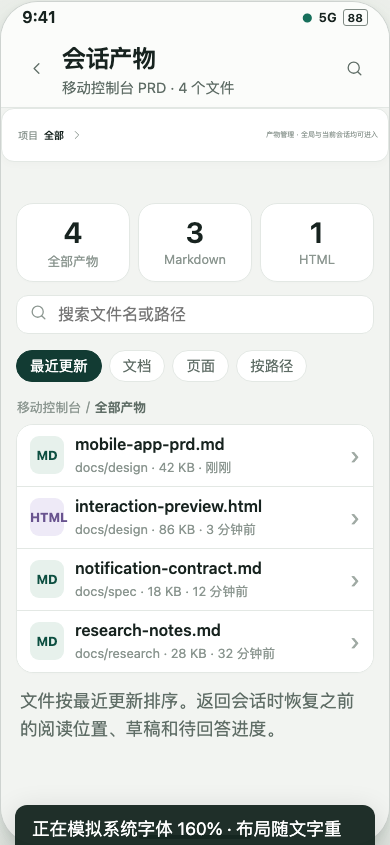 9:41
5G 88
会话产物
移动控制台 PRD · 4 个文件
项目 全部
产物管理 · 全局与当前会话均可进入
4
全部产物
3
Markdown
1
HTML
搜索文件名或路径
最近更新 文档 页面 按路径
移动控制台 / 全部产物
MD
mobile-app-prd.md
docs/design · 42 KB · 刚刚
HTML
interaction-preview.html
docs/design · 86 KB · 3 分钟前
MD
notification-contract.md
docs/spec · 18 KB · 12 分钟前
MD
research-notes.md
docs/research · 28 KB · 32 分钟前
文件按最近更新排序。返回会话时恢复之前
的阅读位置、草稿和待回答进度。
正在模拟系统字体 160% · 布局随文字重